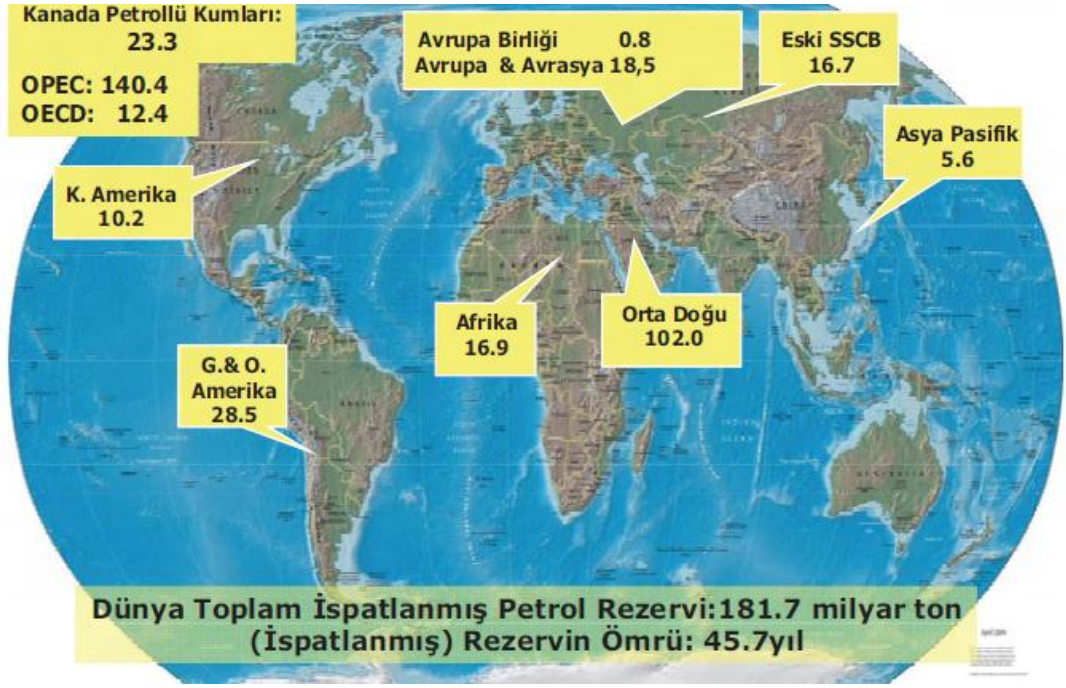 Kanada Petrollü Kumları:
23.3
OPEC: 140.4
OECD: 12.4
Avrupa Birliği 0.8
Avrupa & Avrasya 18,5
Eski SSCB
16.7
Asya Pasifik
5.6
K. Amerika
10.2
Afrika
16.9
Orta Doğu
102.0
G.& O.
Amerika
28.5
Dünya Toplam İspatlanmış Petrol Rezervi:181.7 milyar ton
(İspatlanmış) Rezervin Ömrü: 45.7yıl